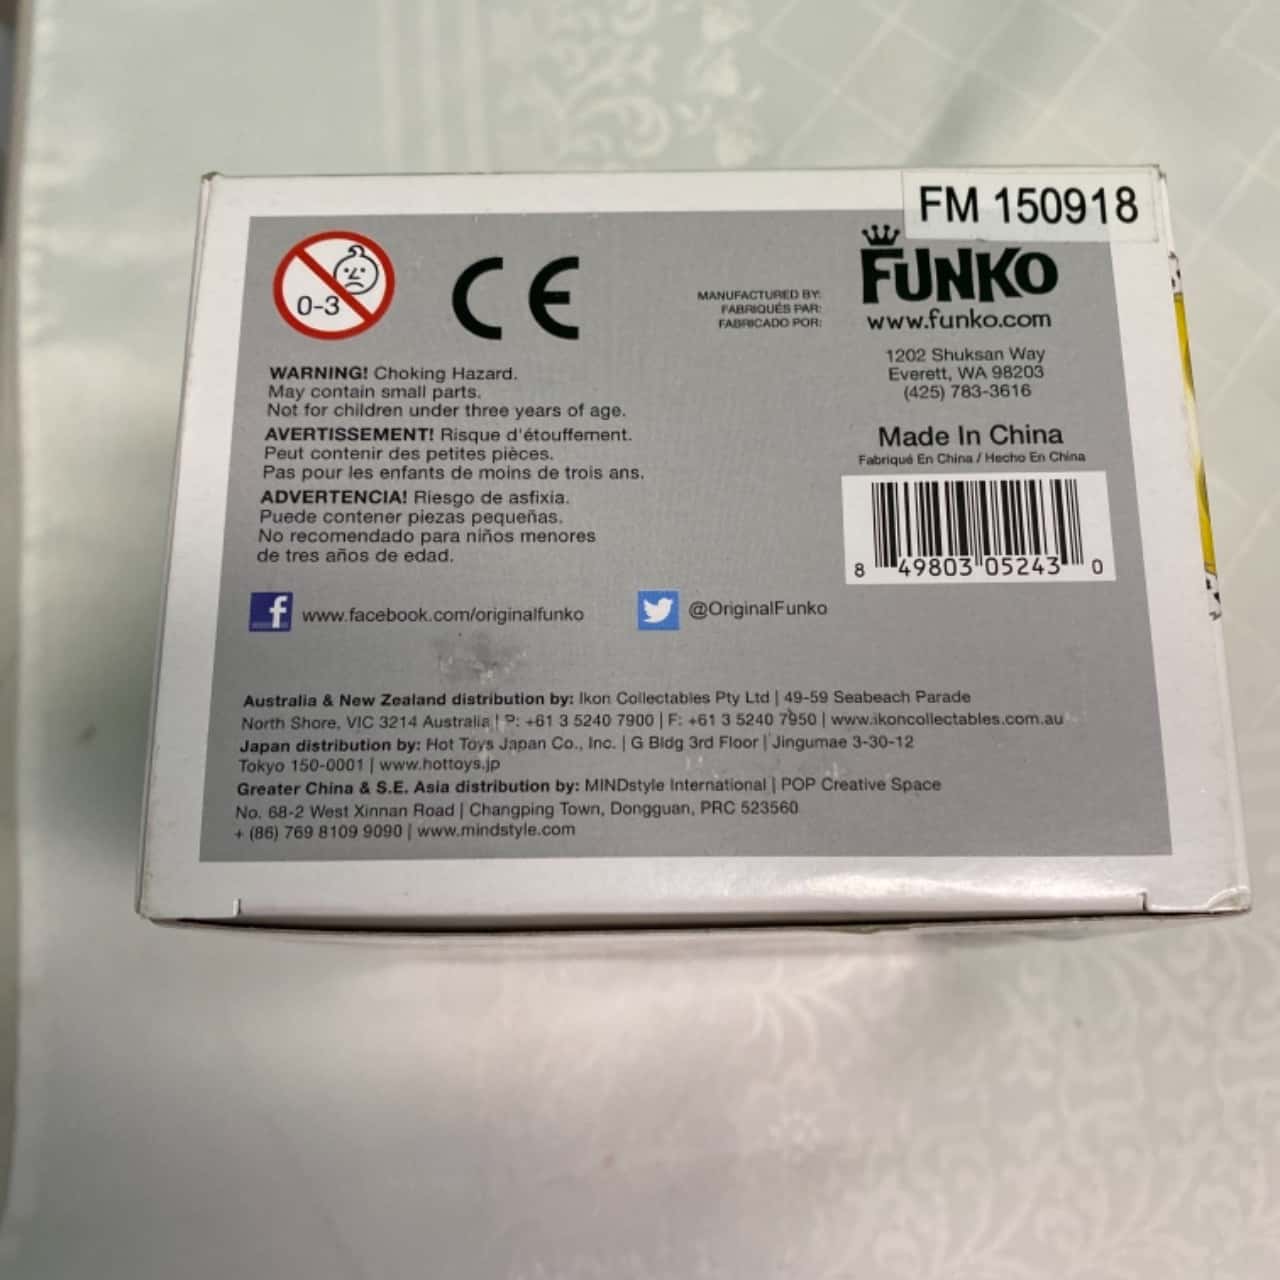 FM 150918
0-3
CE
MANUFACTURED BY:
FABRIQUÉS PAR:
FABRICADO POR:
FUNKO
www.funko.com
1202 Shuksan Way
Everett, WA 98203
(425) 783-3616
Made In China
Fabriqué En China / Hecho En China
8 49803 05243 0
WARNING! Choking Hazard.
May contain small parts.
Not for children under three years of age.
AVERTISSEMENT! Risque d'étouffement.
Peut contenir des petites pièces.
Pas pour les enfants de moins de trois ans.
ADVERTENCIA! Riesgo de asfixia.
Puede contener piezas pequeñas.
No recomendado para niños menores
de tres años de edad.
f www.facebook.com/originalfunko
@OriginalFunko
Australia & New Zealand distribution by: Ikon Collectables Pty Ltd | 49-59 Seabeach Parade
North Shore, VIC 3214 Australia | P: +61 3 5240 7900 | F: +61 3 5240 7950 | www.ikoncollectables.com.au
Japan distribution by: Hot Toys Japan Co., Inc. | G Bldg 3rd Floor | Jingumae 3-30-12
Tokyo 150-0001 | www.hottoys.jp
Greater China & S.E. Asia distribution by: MINDstyle International | POP Creative Space
No. 68-2 West Xinnan Road | Changping Town, Dongguan, PRC 523560
+ (86) 769 8109 9090 | www.mindstyle.com